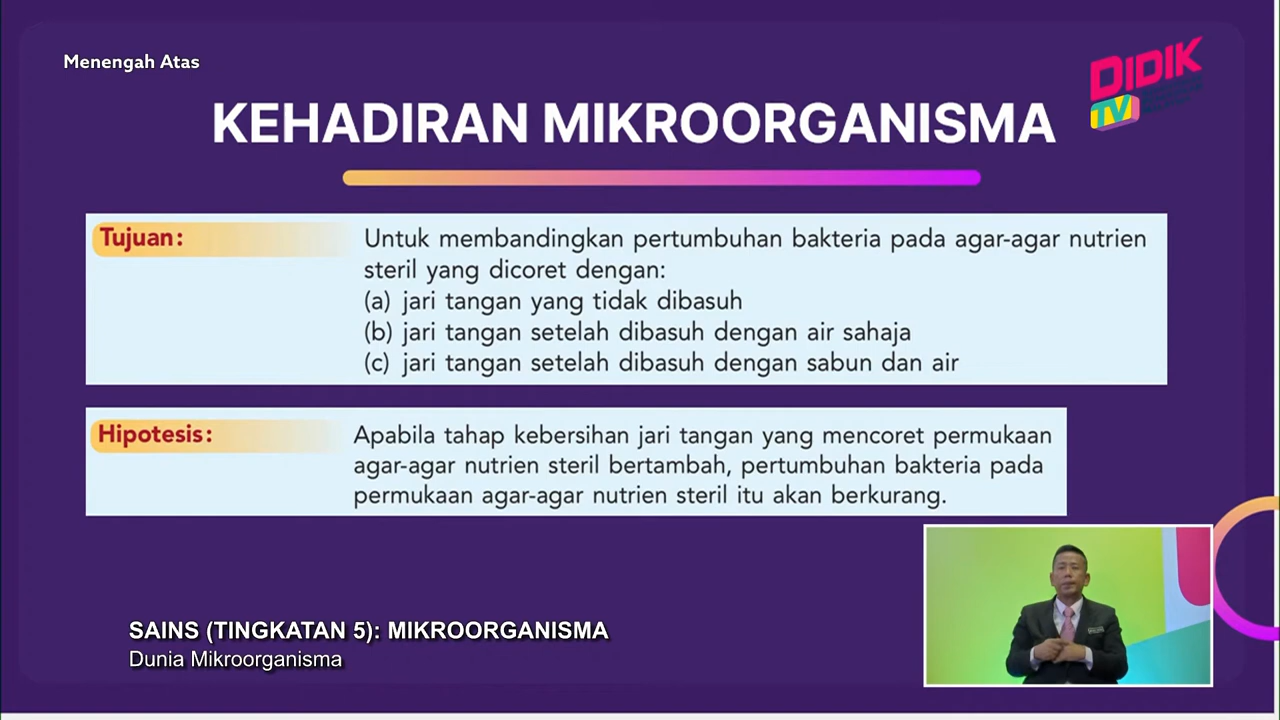 Menengah Atas
DIDIK
TV
KEHADIRAN MIKROORGANISMA
Tujuan:
Untuk membandingkan pertumbuhan bakteria pada agar-agar nutrien
steril yang dicoret dengan:
(a) jari tangan yang tidak dibasuh
(b) jari tangan setelah dibasuh dengan air sahaja
(c) jari tangan setelah dibasuh dengan sabun dan air
Hipotesis:
Apabila tahap kebersihan jari tangan yang mencoret permukaan
agar-agar nutrien steril bertambah, pertumbuhan bakteria pada
permukaan agar-agar nutrien steril itu akan berkurang.
SAINS (TINGKATAN 5): MIKROORGANISMA
Dunia Mikroorganisma